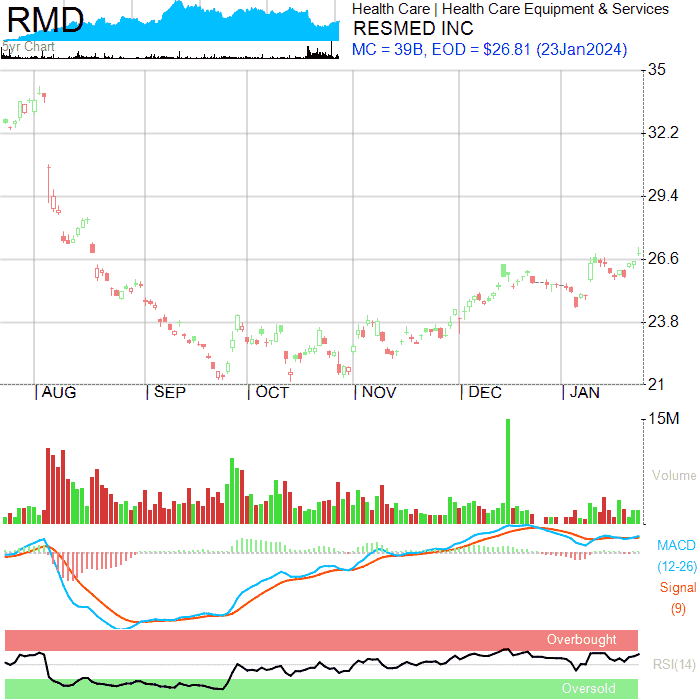 RMD
5yr Chart
Health Care | Health Care Equipment & Services
RESMED INC
MC = 39B, EOD = $26.81 (23Jan2024)
35
32.2
29.4
26.6
23.8
21
AUG
SEP
OCT
NOV
DEC
JAN
15M
Volume
MACD
(12-26)
Signal
(9)
Overbought
RSI(14)
Oversold